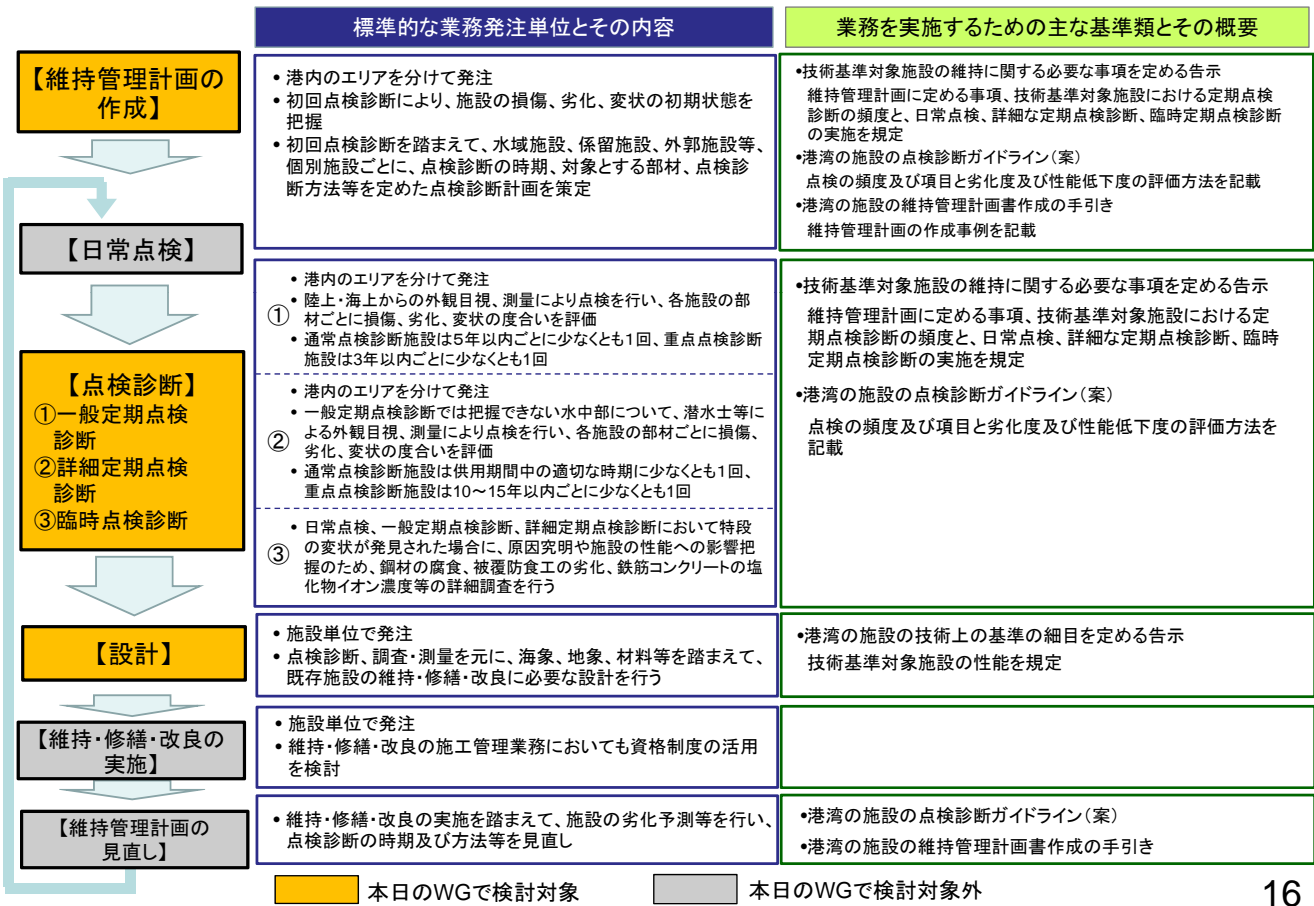 標準的な業務発注単位とその内容
業務を実施するための主な基準類とその概要
【維持管理計画の
作成】
• 港内のエリアを分けて発注
• 初回点検診断により、施設の損傷、劣化、変状の初期状態を
把握
• 初回点検診断を踏まえて、水域施設、係留施設、外郭施設等、
個別施設ごとに、点検診断の時期、対象とする部材、点検診
断方法等を定めた点検診断計画を策定
•技術基準対象施設の維持に関する必要な事項を定める告示
維持管理計画に定める事項、技術基準対象施設における定期点検
診断の頻度と、日常点検、詳細な定期点検診断、臨時定期点検診断
の実施を規定
•港湾の施設の点検診断ガイドライン(案)
点検の頻度及び項目と劣化度及び性能低下度の評価方法を記載
•港湾の施設の維持管理計画書作成の手引き
維持管理計画の作成事例を記載
【日常点検】
【点検診断】
①一般定期点検
診断
②詳細定期点検
診断
③臨時点検診断
①
• 港内のエリアを分けて発注
• 陸上・海上からの外観目視、測量により点検を行い、各施設の部
材ごとに損傷、劣化、変状の度合いを評価
• 通常点検診断施設は5年以内ごとに少なくとも1回、重点点検診断
施設は3年以内ごとに少なくとも1回
②
• 港内のエリアを分けて発注
• 一般定期点検診断では把握できない水中部について、潜水士等に
よる外観目視、測量により点検を行い、各施設の部材ごとに損傷、
劣化、変状の度合いを評価
• 通常点検診断施設は供用期間中の適切な時期に少なくとも1回、
重点点検診断施設は10~15年以内ごとに少なくとも1回
③
• 日常点検、一般定期点検診断、詳細定期点検診断において特段
の変状が発見された場合に、原因究明や施設の性能への影響把
握のため、鋼材の腐食、被覆防食工の劣化、鉄筋コンクリートの塩
化物イオン濃度等の詳細調査を行う
•技術基準対象施設の維持に関する必要な事項を定める告示
維持管理計画に定める事項、技術基準対象施設における定
期点検診断の頻度と、日常点検、詳細な定期点検診断、臨時
定期点検診断の実施を規定
•港湾の施設の点検診断ガイドライン(案)
点検の頻度及び項目と劣化度及び性能低下度の評価方法を
記載
【設計】
• 施設単位で発注
• 点検診断、調査・測量を元に、海象、地象、材料等を踏まえて、
既存施設の維持・修繕・改良に必要な設計を行う
•港湾の施設の技術上の基準の細目を定める告示
技術基準対象施設の性能を規定
【維持・修繕・改良の
実施】
• 施設単位で発注
• 維持・修繕・改良の施工管理業務においても資格制度の活用
を検討
【維持管理計画の
見直し】
• 維持・修繕・改良の実施を踏まえて、施設の劣化予測等を行い、
点検診断の時期及び方法等を見直し
•港湾の施設の点検診断ガイドライン(案)
•港湾の施設の維持管理計画書作成の手引き
本日のWGで検討対象
本日のWGで検討対象外
16